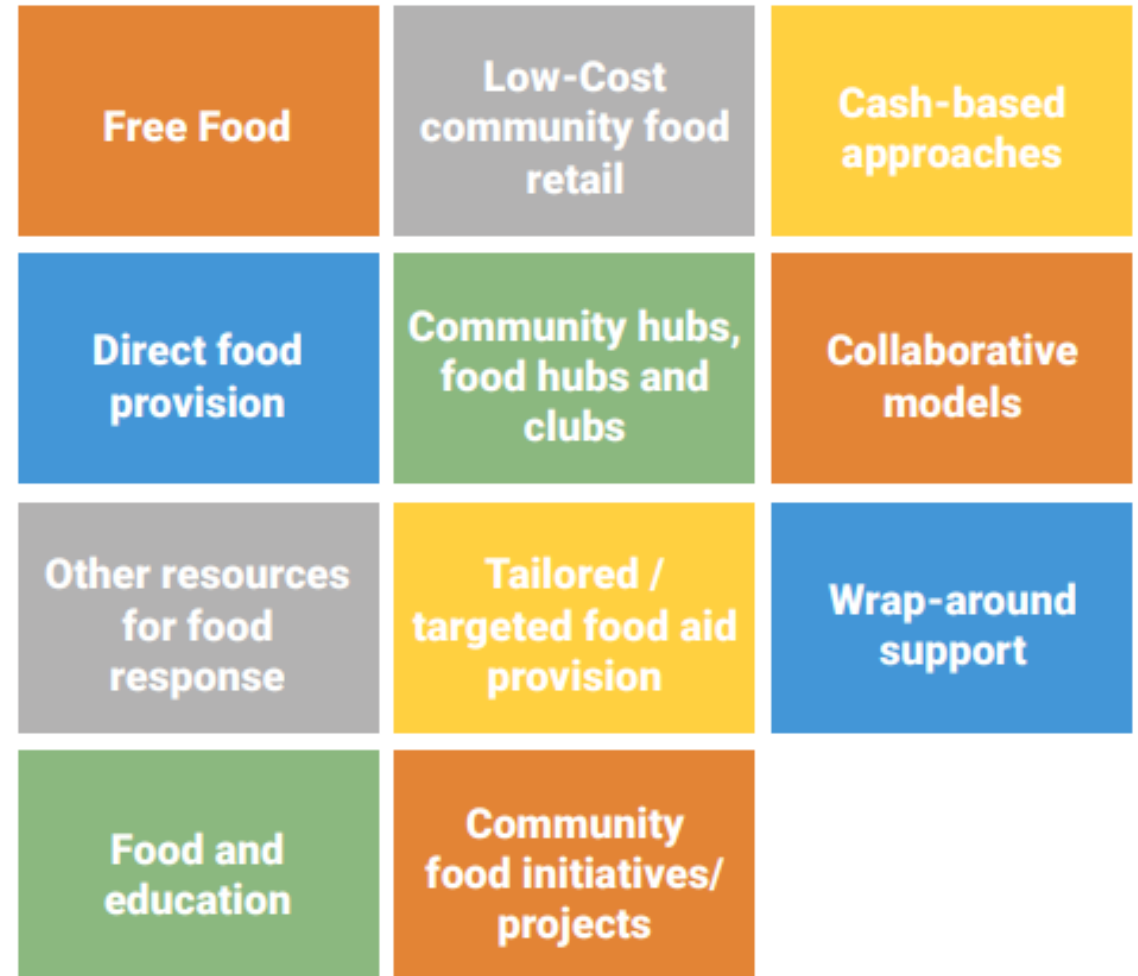 Free Food
Low-Cost
community food
retail
Cash-based
approaches
Direct food
provision
Community hubs,
food hubs and
clubs
Collaborative
models
Other resources
for food
response
Tailored /
targeted food aid
provision
Wrap-around
support
Food and
education
Community
food initiatives/
projects